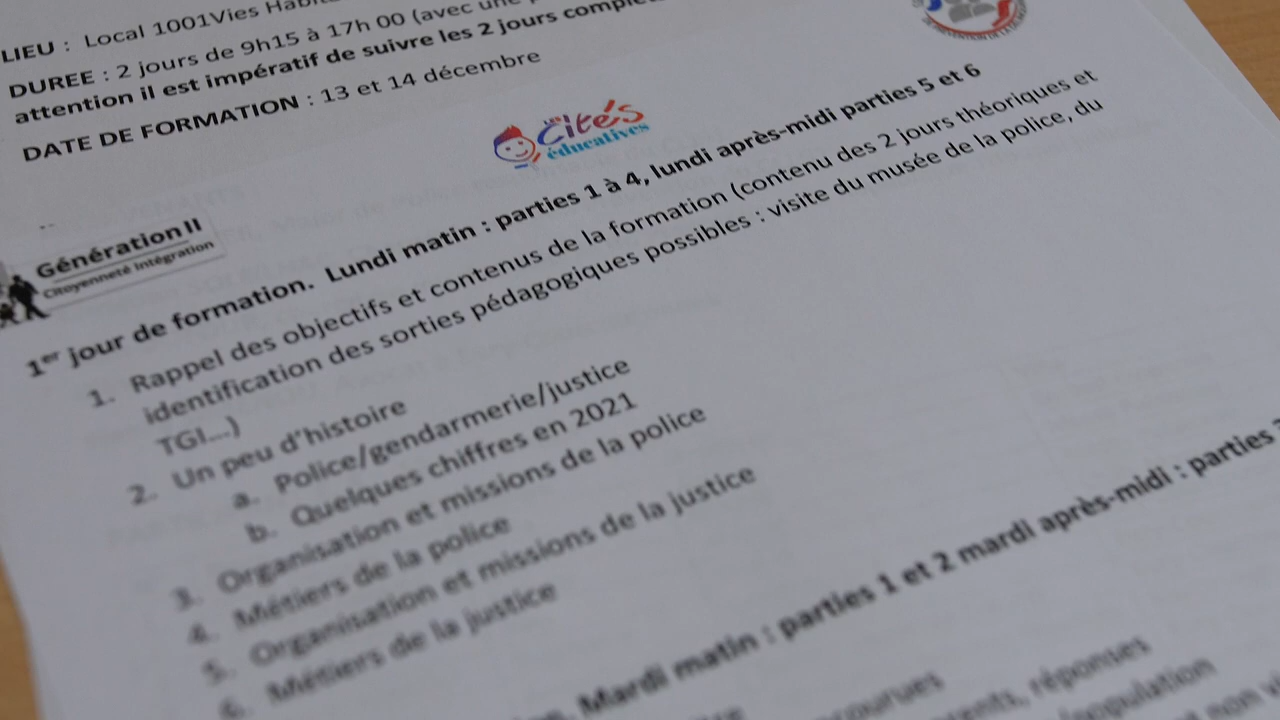 LIEU : Local 1001Vies
DUREE : 2 jours de 9h15 à 17h 00 (avec une
attention il est impératif de suivre les 2 jours
DATE DE FORMATION : 13 et 14 décembre
Les Cités
éducatives
Génération II
Citoyenneté Intégration
1er jour de formation. Lundi matin : parties 1 à 4, lundi après-midi parties 5 et 6
1. Rappel des objectifs et contenus de la formation (contenu des 2 jours théoriques et
identification des sorties pédagogiques possibles : visite du musée de la police, du
TGI...)
2. Un peu d'histoire
a. Police/gendarmerie/justice
b. Quelques chiffres en 2021
3. Organisation et missions de la police
4. Métiers de la police
5. Organisation et missions de la justice
6. Métiers de la justice
Mardi matin : parties 1 et 2 mardi après-midi : parties
réponses